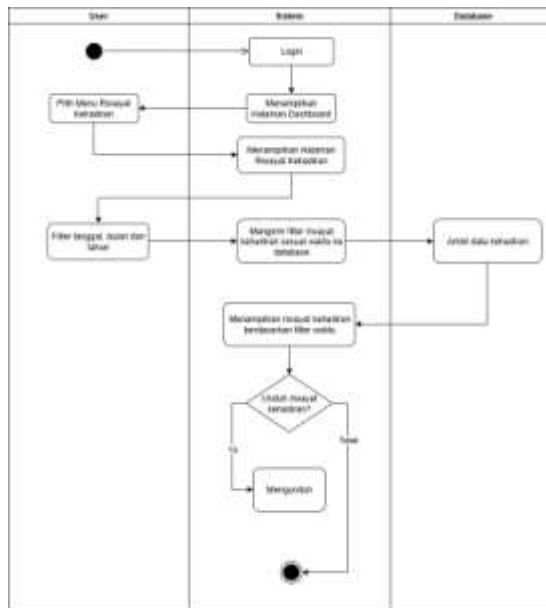 User
Sistem
Database
Login
Menampilkan
Halaman Dashboard
Pilih Menu Riwayat
Kehadiran
Menampilkan Halaman
Riwayat Kehadiran
Filter tanggal, bulan dan
tahun
Mengirim filter riwayat
kehadiran sesuai waktu ke
database
Ambil data kehadiran
Menampilkan riwayat kehadiran
berdasarkan filter waktu
Unduh riwayat
kehadiran?
Ya
Tidak
Mengunduh